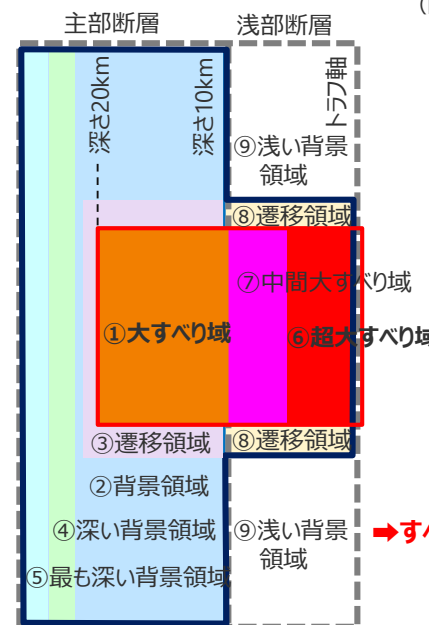 主部断層
浅部断層
深さ20km
深さ10km
トラフ軸
⑨浅い背景
領域
⑧遷移領域
⑦中間大すべり域
①大すべり域
⑥超大すべり域
③遷移領域
⑧遷移領域
②背景領域
④深い背景領域
⑨浅い背景
領域
⑤最も深い背景領域
➡す